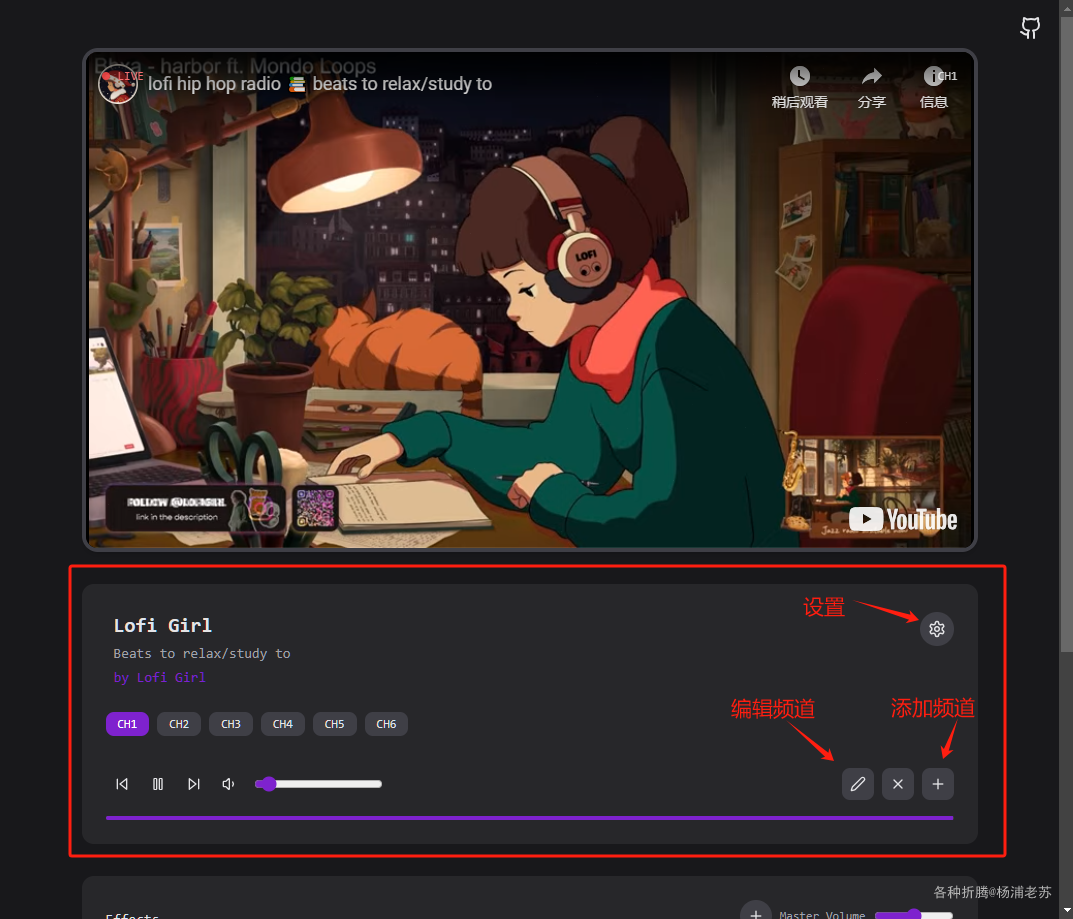 Bhxa - harbor ft. Mondo Loops
LIVE
lofi hip hop radio 📚 beats to relax/study to
CH1
稍后观看
分享
信息
LOFI
FOLLOW @LOFIGIRL
link in the description
YouTube
设置
Lofi Girl
Beats to relax/study to
by Lofi Girl
编辑频道
添加频道
CH1
CH2
CH3
CH4
CH5
CH6
各种折腾@杨浦老苏
Effects
Master Volume